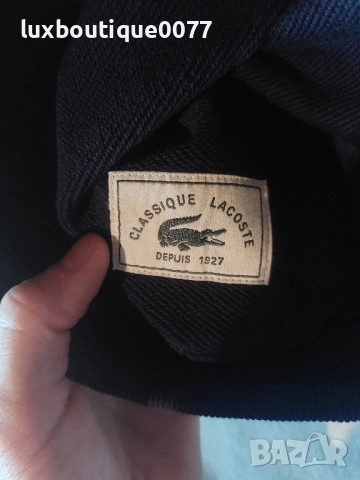 luxboutique0077
CLASSIQUE LACOSTE
DEPUIS 1927
BAZAR